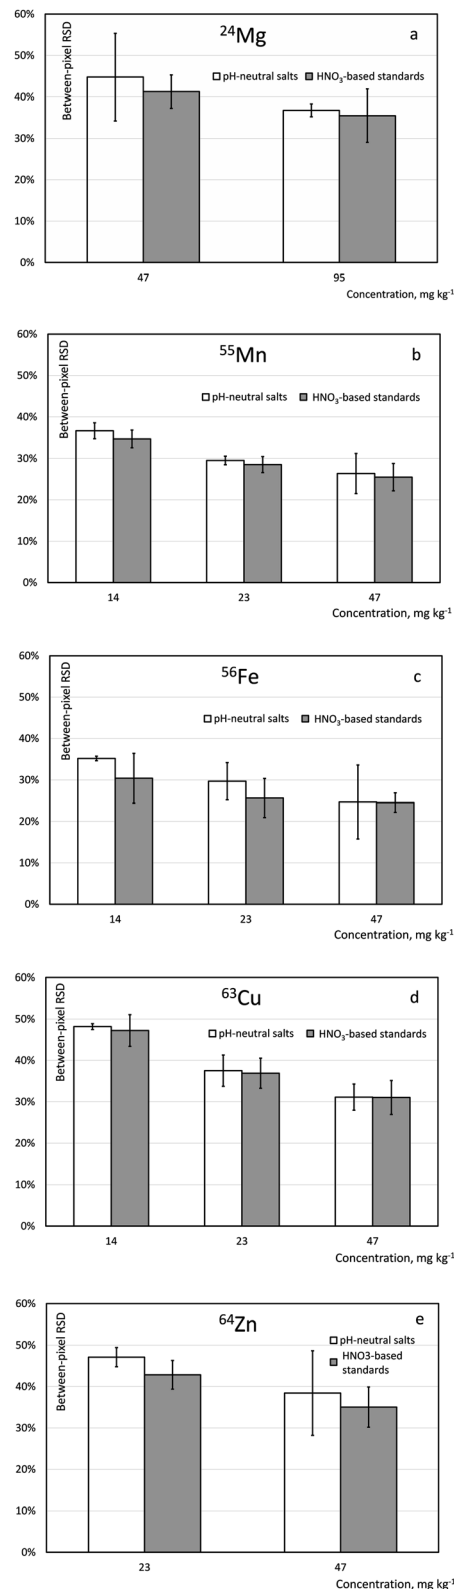 60%
50%
40%
30%
20%
10%
0%
Between-pixel RSD
²⁴Mg
a
pH-neutral salts
HNO₃-based standards
47
95
Concentration, mg kg⁻¹
60%
50%
40%
30%
20%
10%
0%
Between-pixel RSD
⁵⁵Mn
b
pH-neutral salts
HNO₃-based standards
14
23
47
Concentration, mg kg⁻¹
60%
50%
40%
30%
20%
10%
0%
Between-pixel RSD
⁵⁶Fe
c
pH-neutral salts
HNO₃-based standards
14
23
47
Concentration, mg kg⁻¹
60%
50%
40%
30%
20%
10%
0%
Between-pixel RSD
⁶³Cu
d
pH-neutral salts
HNO₃-based standards
14
23
47
Concentration, mg kg⁻¹
60%
50%
40%
30%
20%
10%
0%
Between-pixel RSD
⁶⁴Zn
e
pH-neutral salts
HNO3-based
standards
23
47
Concentration, mg kg⁻¹